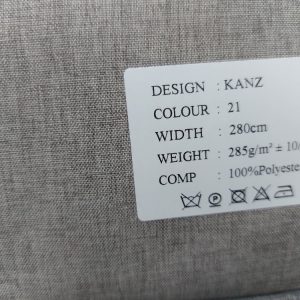 DESIGN : KANZ
COLOUR : 21
WIDTH : 280cm
WEIGHT : 285g/m² ± 10/
COMP : 100%Polyester